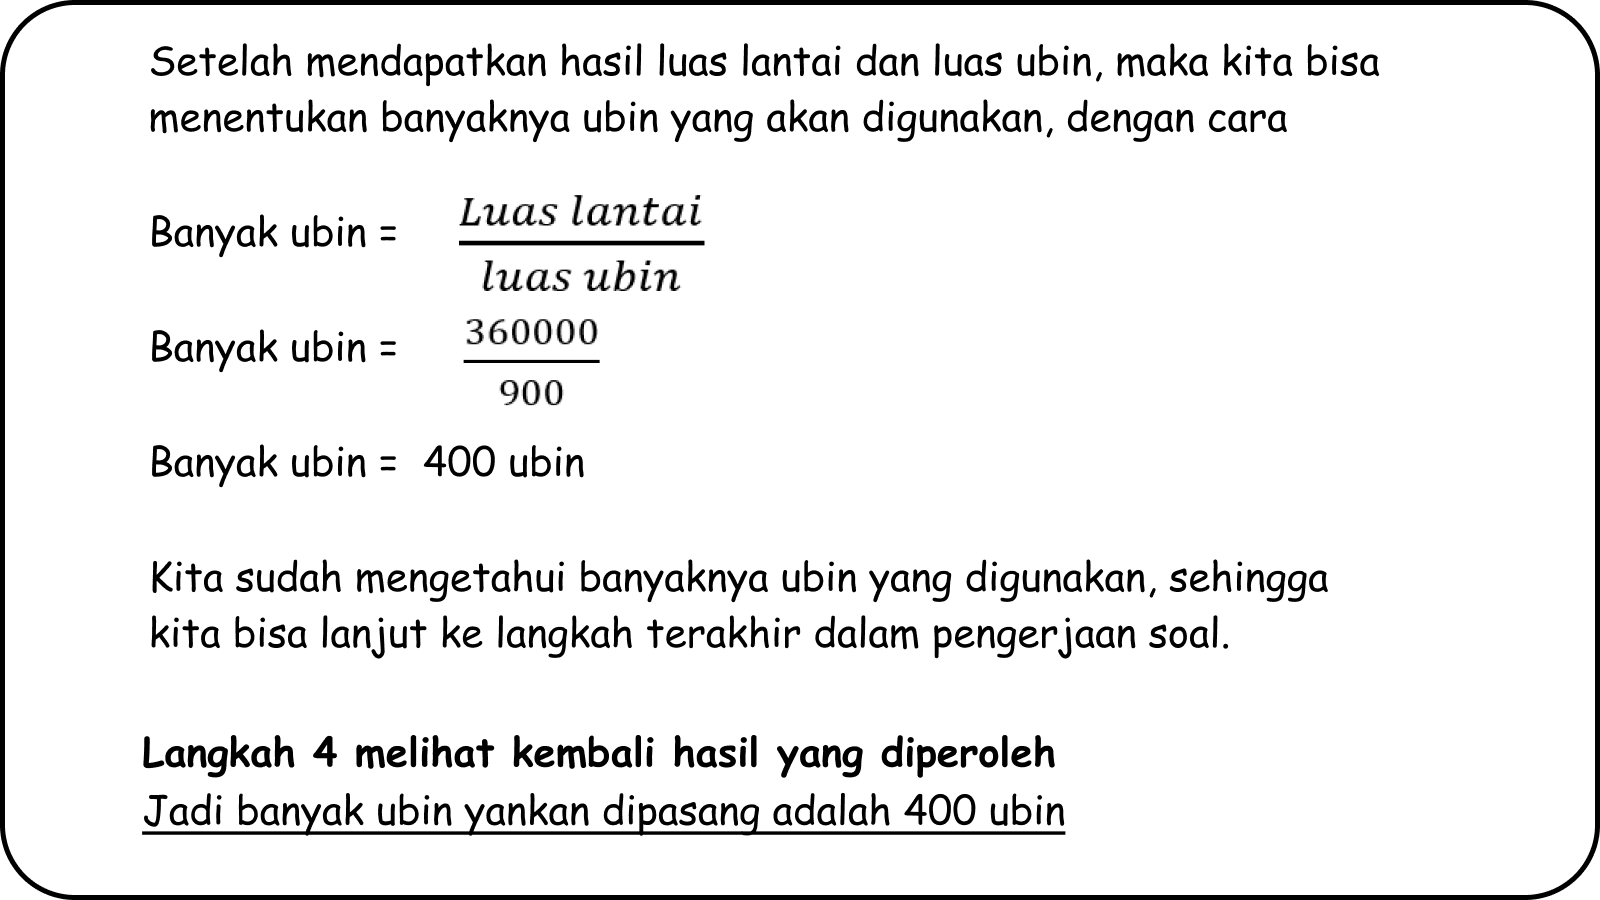 Setelah mendapatkan hasil luas lantai dan luas ubin, maka kita bisa
menentukan banyaknya ubin yang akan digunakan, dengan cara
Banyak ubin = Luas lantai
luas ubin
Banyak ubin = 360000
900
Banyak ubin = 400 ubin
Kita sudah mengetahui banyaknya ubin yang digunakan, sehingga
kita bisa lanjut ke langkah terakhir dalam pengerjaan soal.
Langkah 4 melihat kembali hasil yang diperoleh
Jadi banyak ubin yankan dipasang adalah 400 ubin